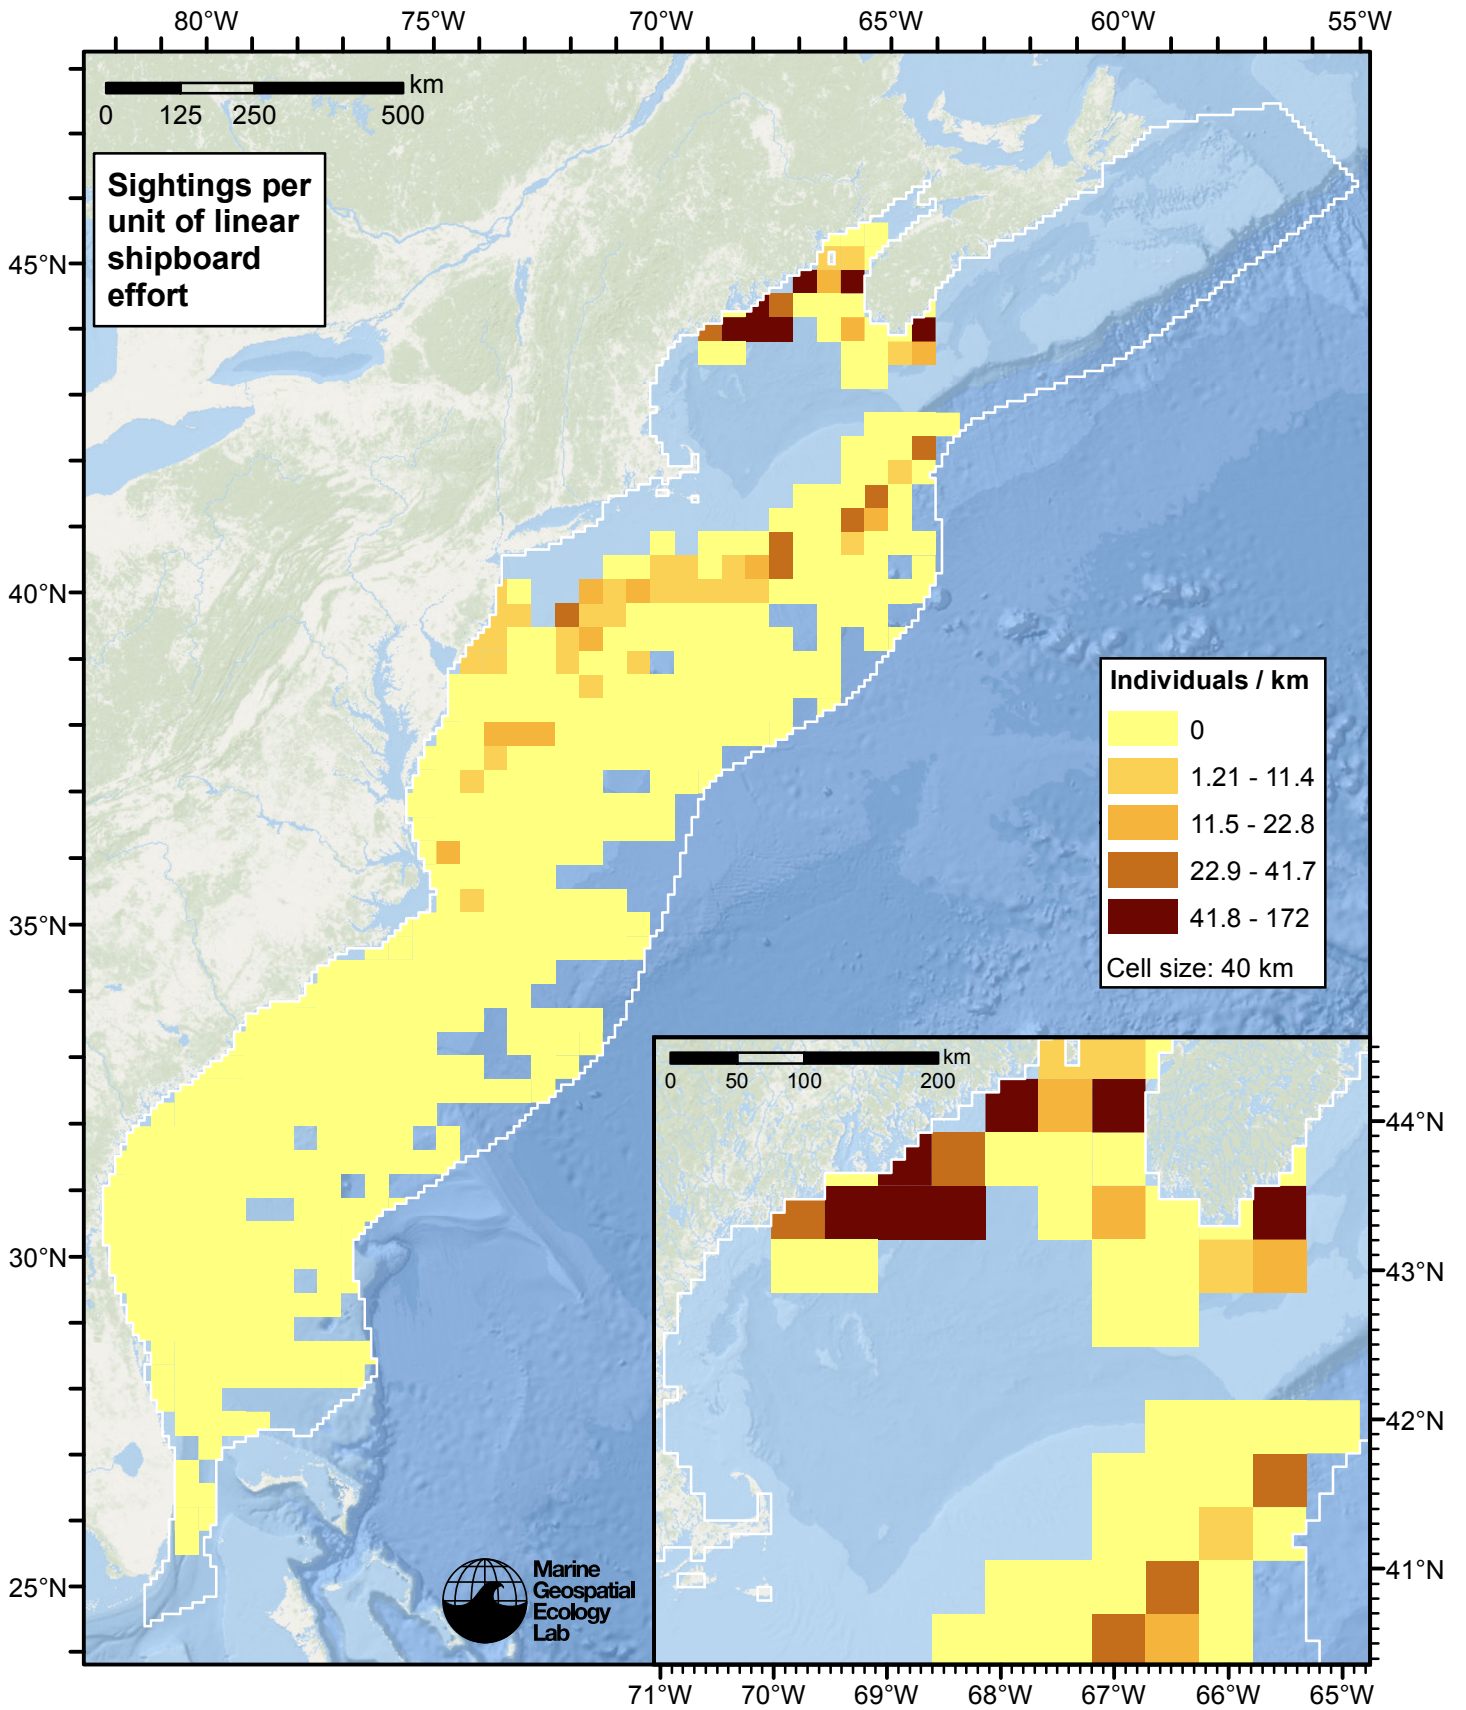 80°W 75°W 70°W 65°W 60°W 55°W
km
0 125 250 500
Sightings per
unit of linear
shipboard
effort
45°N
40°N
35°N
30°N
25°N
Individuals / km
0
1.21 - 11.4
11.5 - 22.8
22.9 - 41.7
41.8 - 172
Cell size: 40 km
km
0 50 100 200
44°N
43°N
42°N
41°N
Marine
Geospatial
Ecology
Lab
71°W 70°W 69°W 68°W 67°W 66°W 65°W